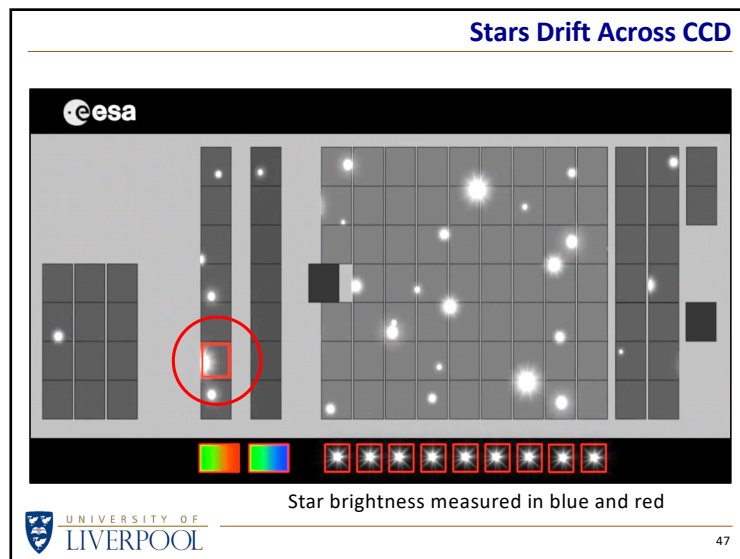 Stars Drift Across CCD
esa
Star brightness measured in blue and red
UNIVERSITY OF
LIVERPOOL
47